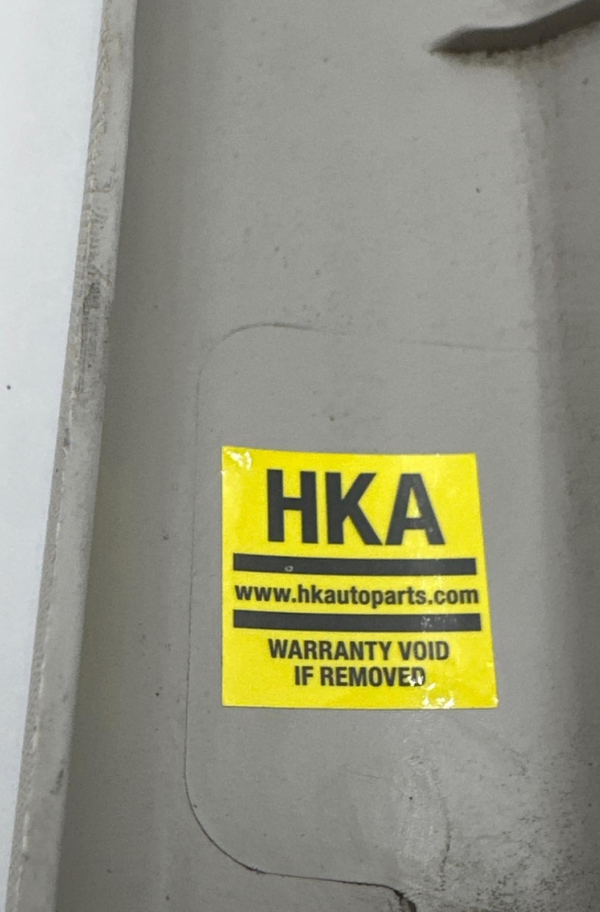 HKA
www.hkautoparts.com
WARRANTY VOID
IF REMOVED